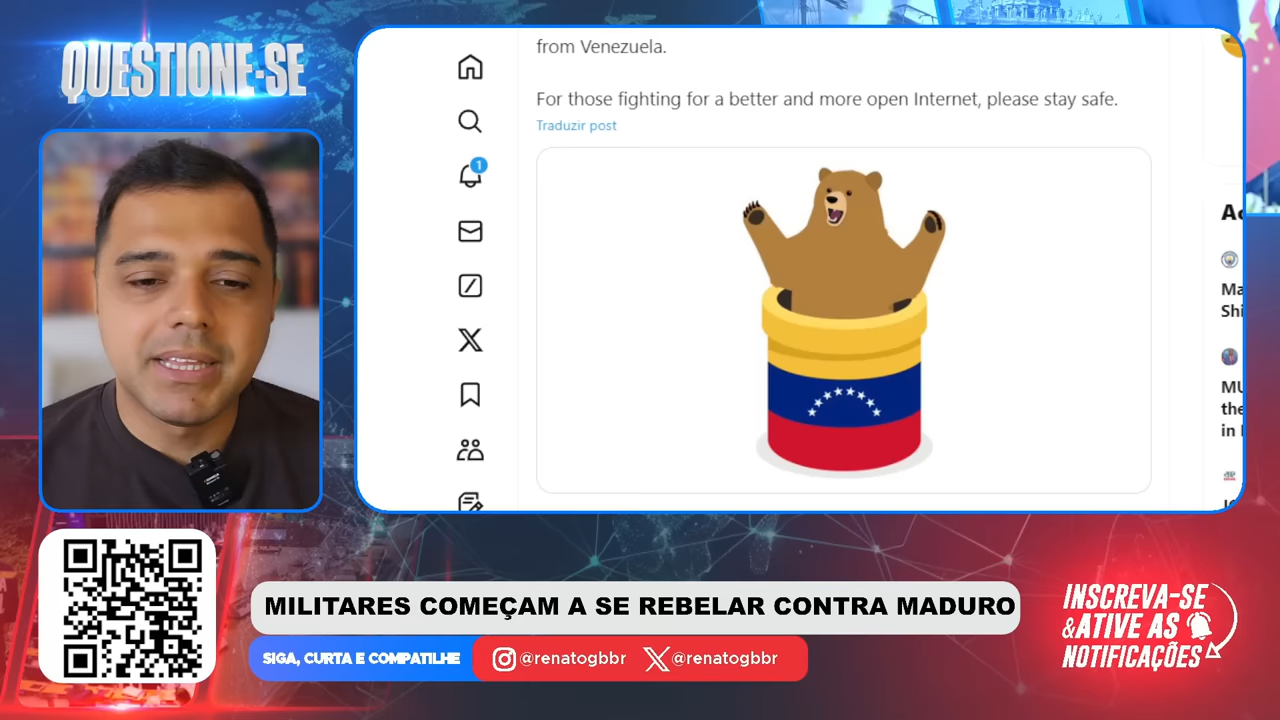 QUESTIONE-SE
from Venezuela.
For those fighting for a better and more open Internet, please stay safe.
Traduzir post
1
MILITARES COMEÇAM A SE REBELAR CONTRA MADURO
SIGA, CURTA E COMPATILHE
@renatogbbr
@renatogbbr
INSCREVA-SE
&ATIVE AS
NOTIFICAÇÕES